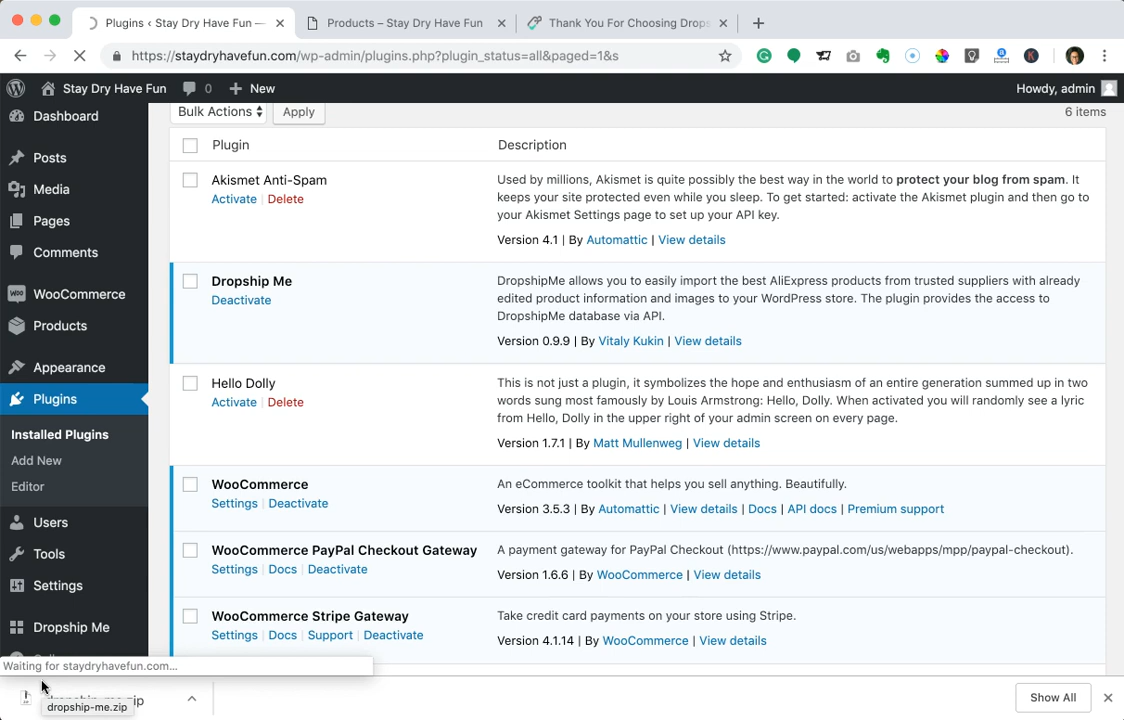 Plugins ‹ Stay Dry Have Fun —
Products – Stay Dry Have Fun
Thank You For Choosing Drops
https://staydryhavefun.com/wp-admin/plugins.php?plugin_status=all&paged=1&s
Stay Dry Have Fun
0
New
Howdy, admin
Dashboard
Posts
Media
Pages
Comments
WooCommerce
Products
Appearance
Plugins
Installed Plugins
Add New
Editor
Users
Tools
Settings
Dropship Me
Bulk Actions
Apply
6 items
Plugin
Description
Akismet Anti-Spam
Activate | Delete
Used by millions, Akismet is quite possibly the best way in the world to protect your blog from spam. It
keeps your site protected even while you sleep. To get started: activate the Akismet plugin and then go to
your Akismet Settings page to set up your API key.
Version 4.1 | By Automattic | View details
Dropship Me
Deactivate
DropshipMe allows you to easily import the best AliExpress products from trusted suppliers with already
edited product information and images to your WordPress store. The plugin provides the access to
DropshipMe database via API.
Version 0.9.9 | By Vitaly Kukin | View details
Hello Dolly
Activate | Delete
This is not just a plugin, it symbolizes the hope and enthusiasm of an entire generation summed up in two
words sung most famously by Louis Armstrong: Hello, Dolly. When activated you will randomly see a lyric
from Hello, Dolly in the upper right of your admin screen on every page.
Version 1.7.1 | By Matt Mullenweg | View details
WooCommerce
Settings | Deactivate
An eCommerce toolkit that helps you sell anything. Beautifully.
Version 3.5.3 | By Automattic | View details | Docs | API docs | Premium support
WooCommerce PayPal Checkout Gateway
Settings | Docs | Deactivate
A payment gateway for PayPal Checkout (https://www.paypal.com/us/webapps/mpp/paypal-checkout).
Version 1.6.6 | By WooCommerce | View details
WooCommerce Stripe Gateway
Settings | Docs | Support | Deactivate
Take credit card payments on your store using Stripe.
Version 4.1.14 | By WooCommerce | View details
Waiting for staydryhavefun.com...
dropship-me.zip
dropship-me.zip
Show All